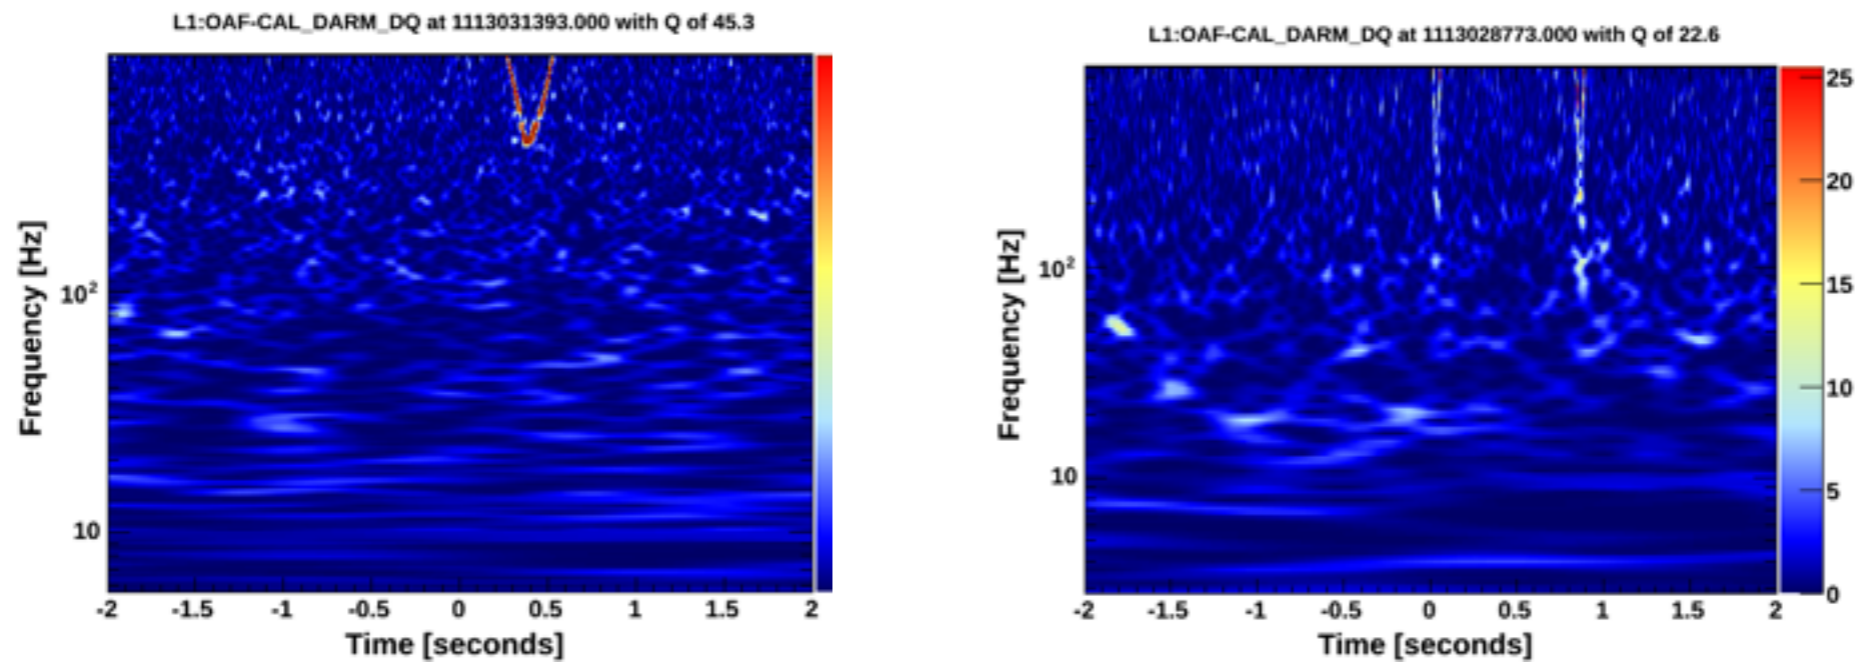 L1:OAF-CAL_DARM_DQ at 1113031393.000 with Q of 45.3
Frequency [Hz]
10²
10
-2 -1.5 -1 -0.5 0 0.5 1 1.5 2
Time [seconds]
L1:OAF-CAL_DARM_DQ at 1113028773.000 with Q of 22.6
Frequency [Hz]
10²
10
-2 -1.5 -1 -0.5 0 0.5 1 1.5 2
Time [seconds]
25
20
15
10
5
0